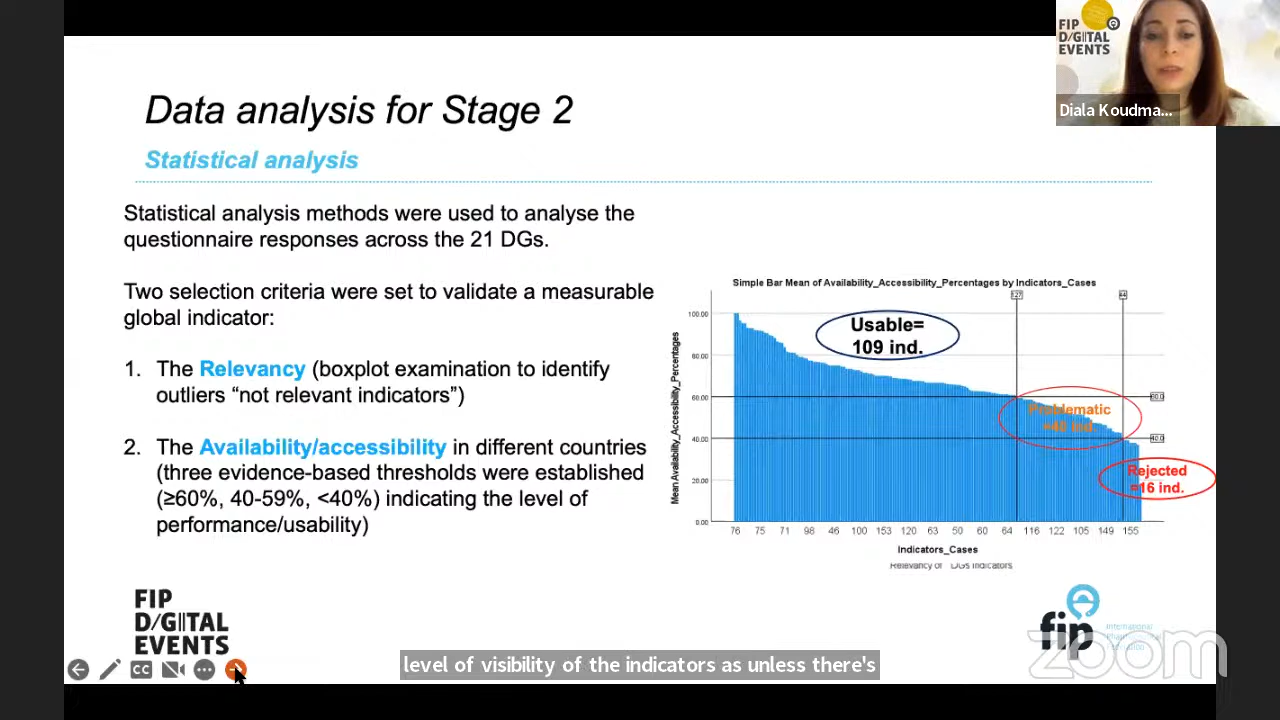 FIP
D/GITAL
EVENTS
Diala Koudma...
Data analysis for Stage 2
Statistical analysis
Statistical analysis methods were used to analyse the
questionnaire responses across the 21 DGs.
Two selection criteria were set to validate a measurable
global indicator:
1. The Relevancy (boxplot examination to identify
outliers “not relevant indicators”)
2. The Availability/accessibility in different countries
(three evidence-based thresholds were established
(≥60%, 40-59%, <40%) indicating the level of
performance/usability)
Simple Bar Mean of Availability_Accessibility_Percentages by Indicators_Cases
127
44
Mean Availability_Accessibility_Percentages
100.00
80.00
60.00
40.00
20.00
0.00
Usable=
109 ind.
Problematic
=40 ind.
Rejected
=16 ind.
60.0
40.0
76 75 71 98 46 100 153 120 63 50 60 64 116 122 105 149 155
Indicators_Cases
Relevancy of DGs indicators
FIP
D/GITAL
EVENTS
fip
International
zoom
CC
level of visibility of the indicators as unless there's